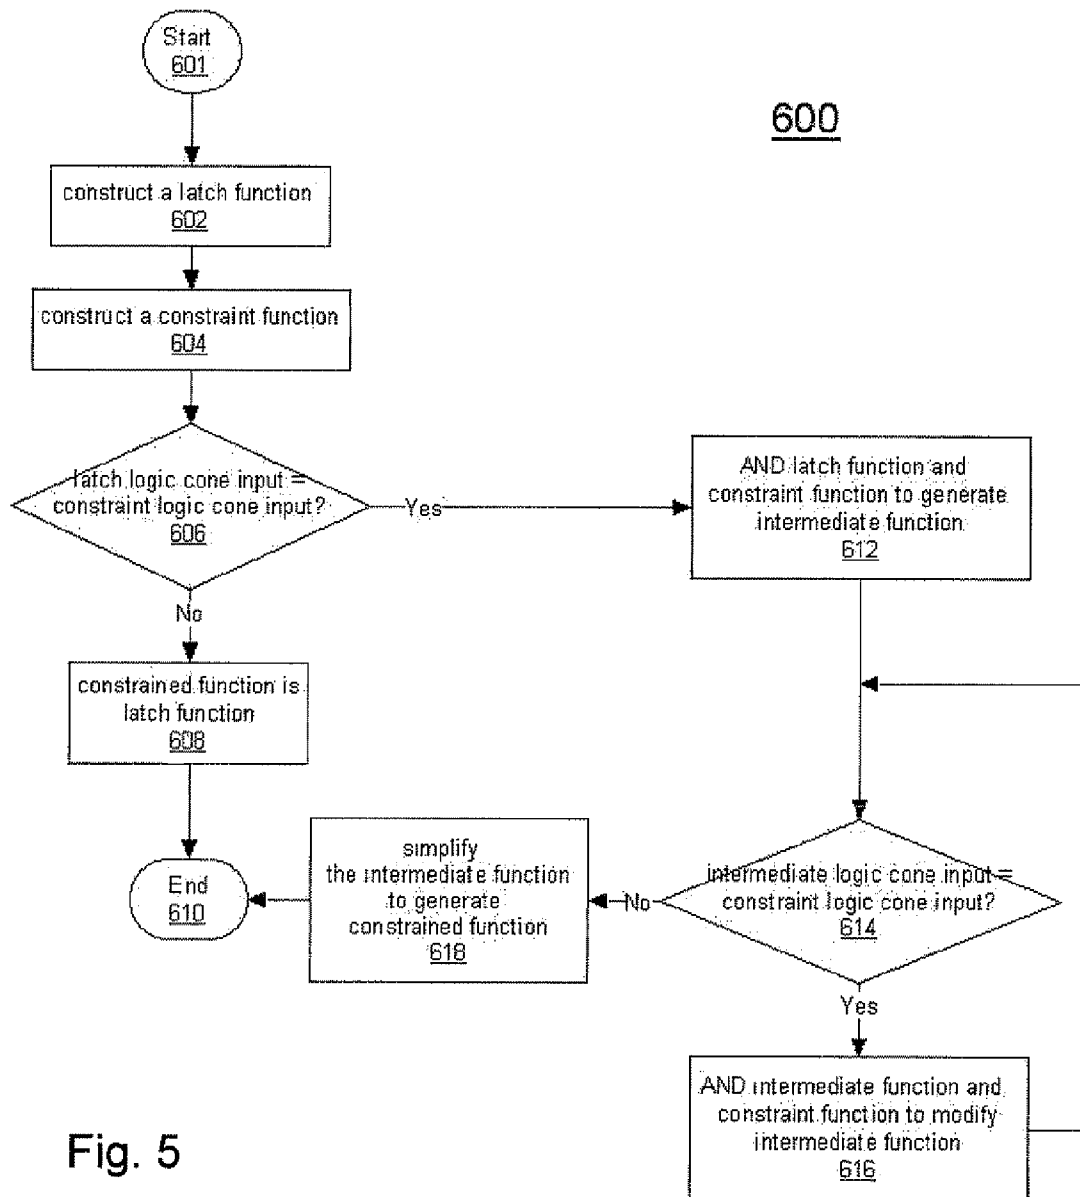 Start
601
600
construct a latch function
602
construct a constraint function
604
latch logic cone input =
constraint logic cone input?
606
Yes
AND latch function and
constraint function to generate
intermediate function
612
No
constrained function is
latch function
608
intermediate logic cone input =
constraint logic cone input?
614
No
simplify
the intermediate function
to generate
constrained function
618
End
610
Yes
AND intermediate function and
constraint function to modify
intermediate function
616
Fig. 5